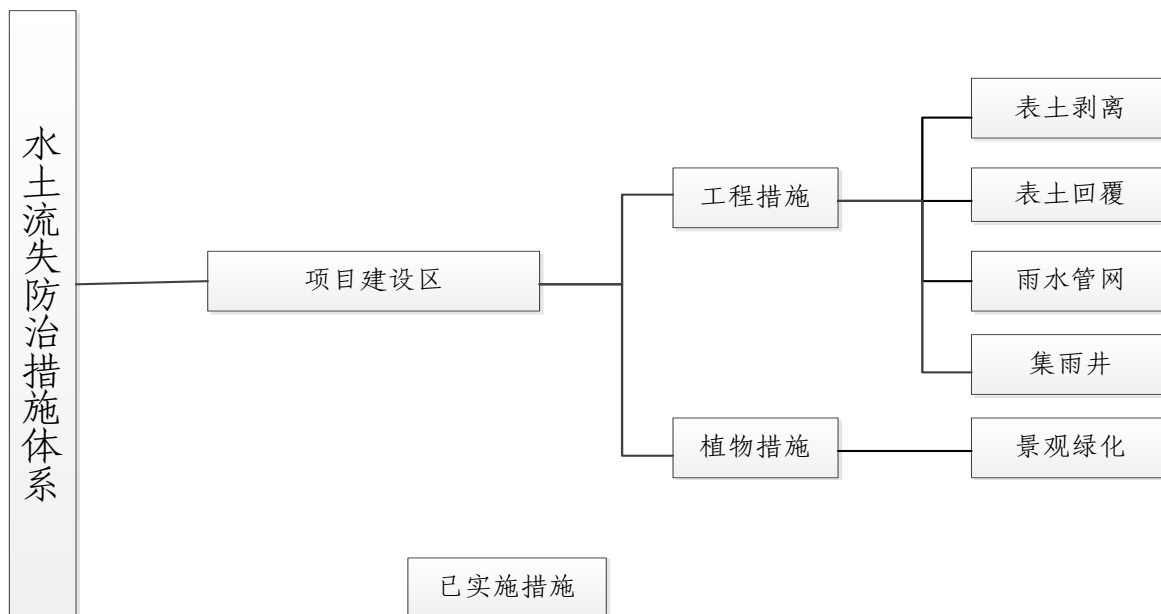 水土流失防治措施体系
项目建设区
工程措施
表土剥离
表土回覆
雨水管网
集雨井
植物措施
景观绿化
已实施措施